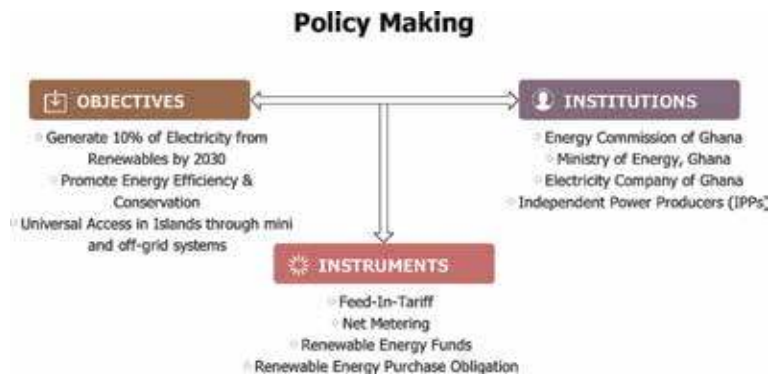 Policy Making
OBJECTIVES
Generate 10% of Electricity from
Renewables by 2030
Promote Energy Efficiency &
Conservation
Universal Access in Islands through mini
and off-grid systems
INSTITUTIONS
Energy Commission of Ghana
Ministry of Energy, Ghana
Electricity Company of Ghana
Independent Power Producers (IPPs)
INSTRUMENTS
Feed-In-Tariff
Net Metering
Renewable Energy Funds
Renewable Energy Purchase Obligation